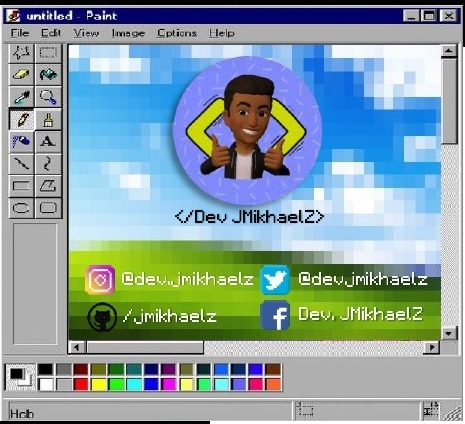 untitled - Paint
File Edit View Image Options Help
A
</Dev JMikhaelZ>
@dev.jmikhaelz @dev.jmikhaelz
/.jmikhaelz Dev. JMikhaelZ
Help